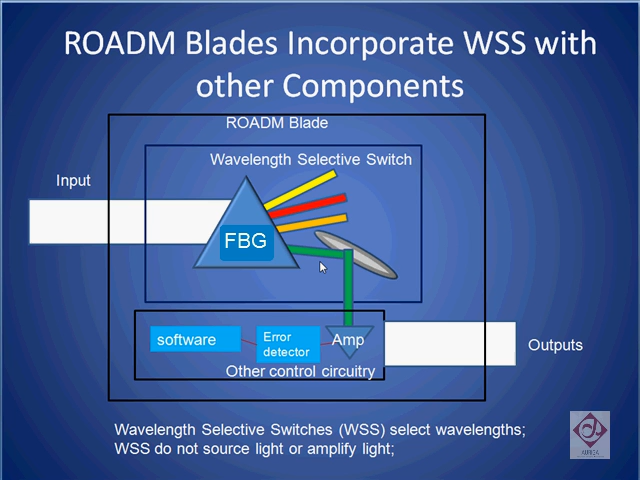 ROADM Blades Incorporate WSS with
other Components
ROADM Blade
Wavelength Selective Switch
Input
FBG
software
Error
detector
Amp
Outputs
Other control circuitry
Wavelength Selective Switches (WSS) select wavelengths;
WSS do not source light or amplify light;